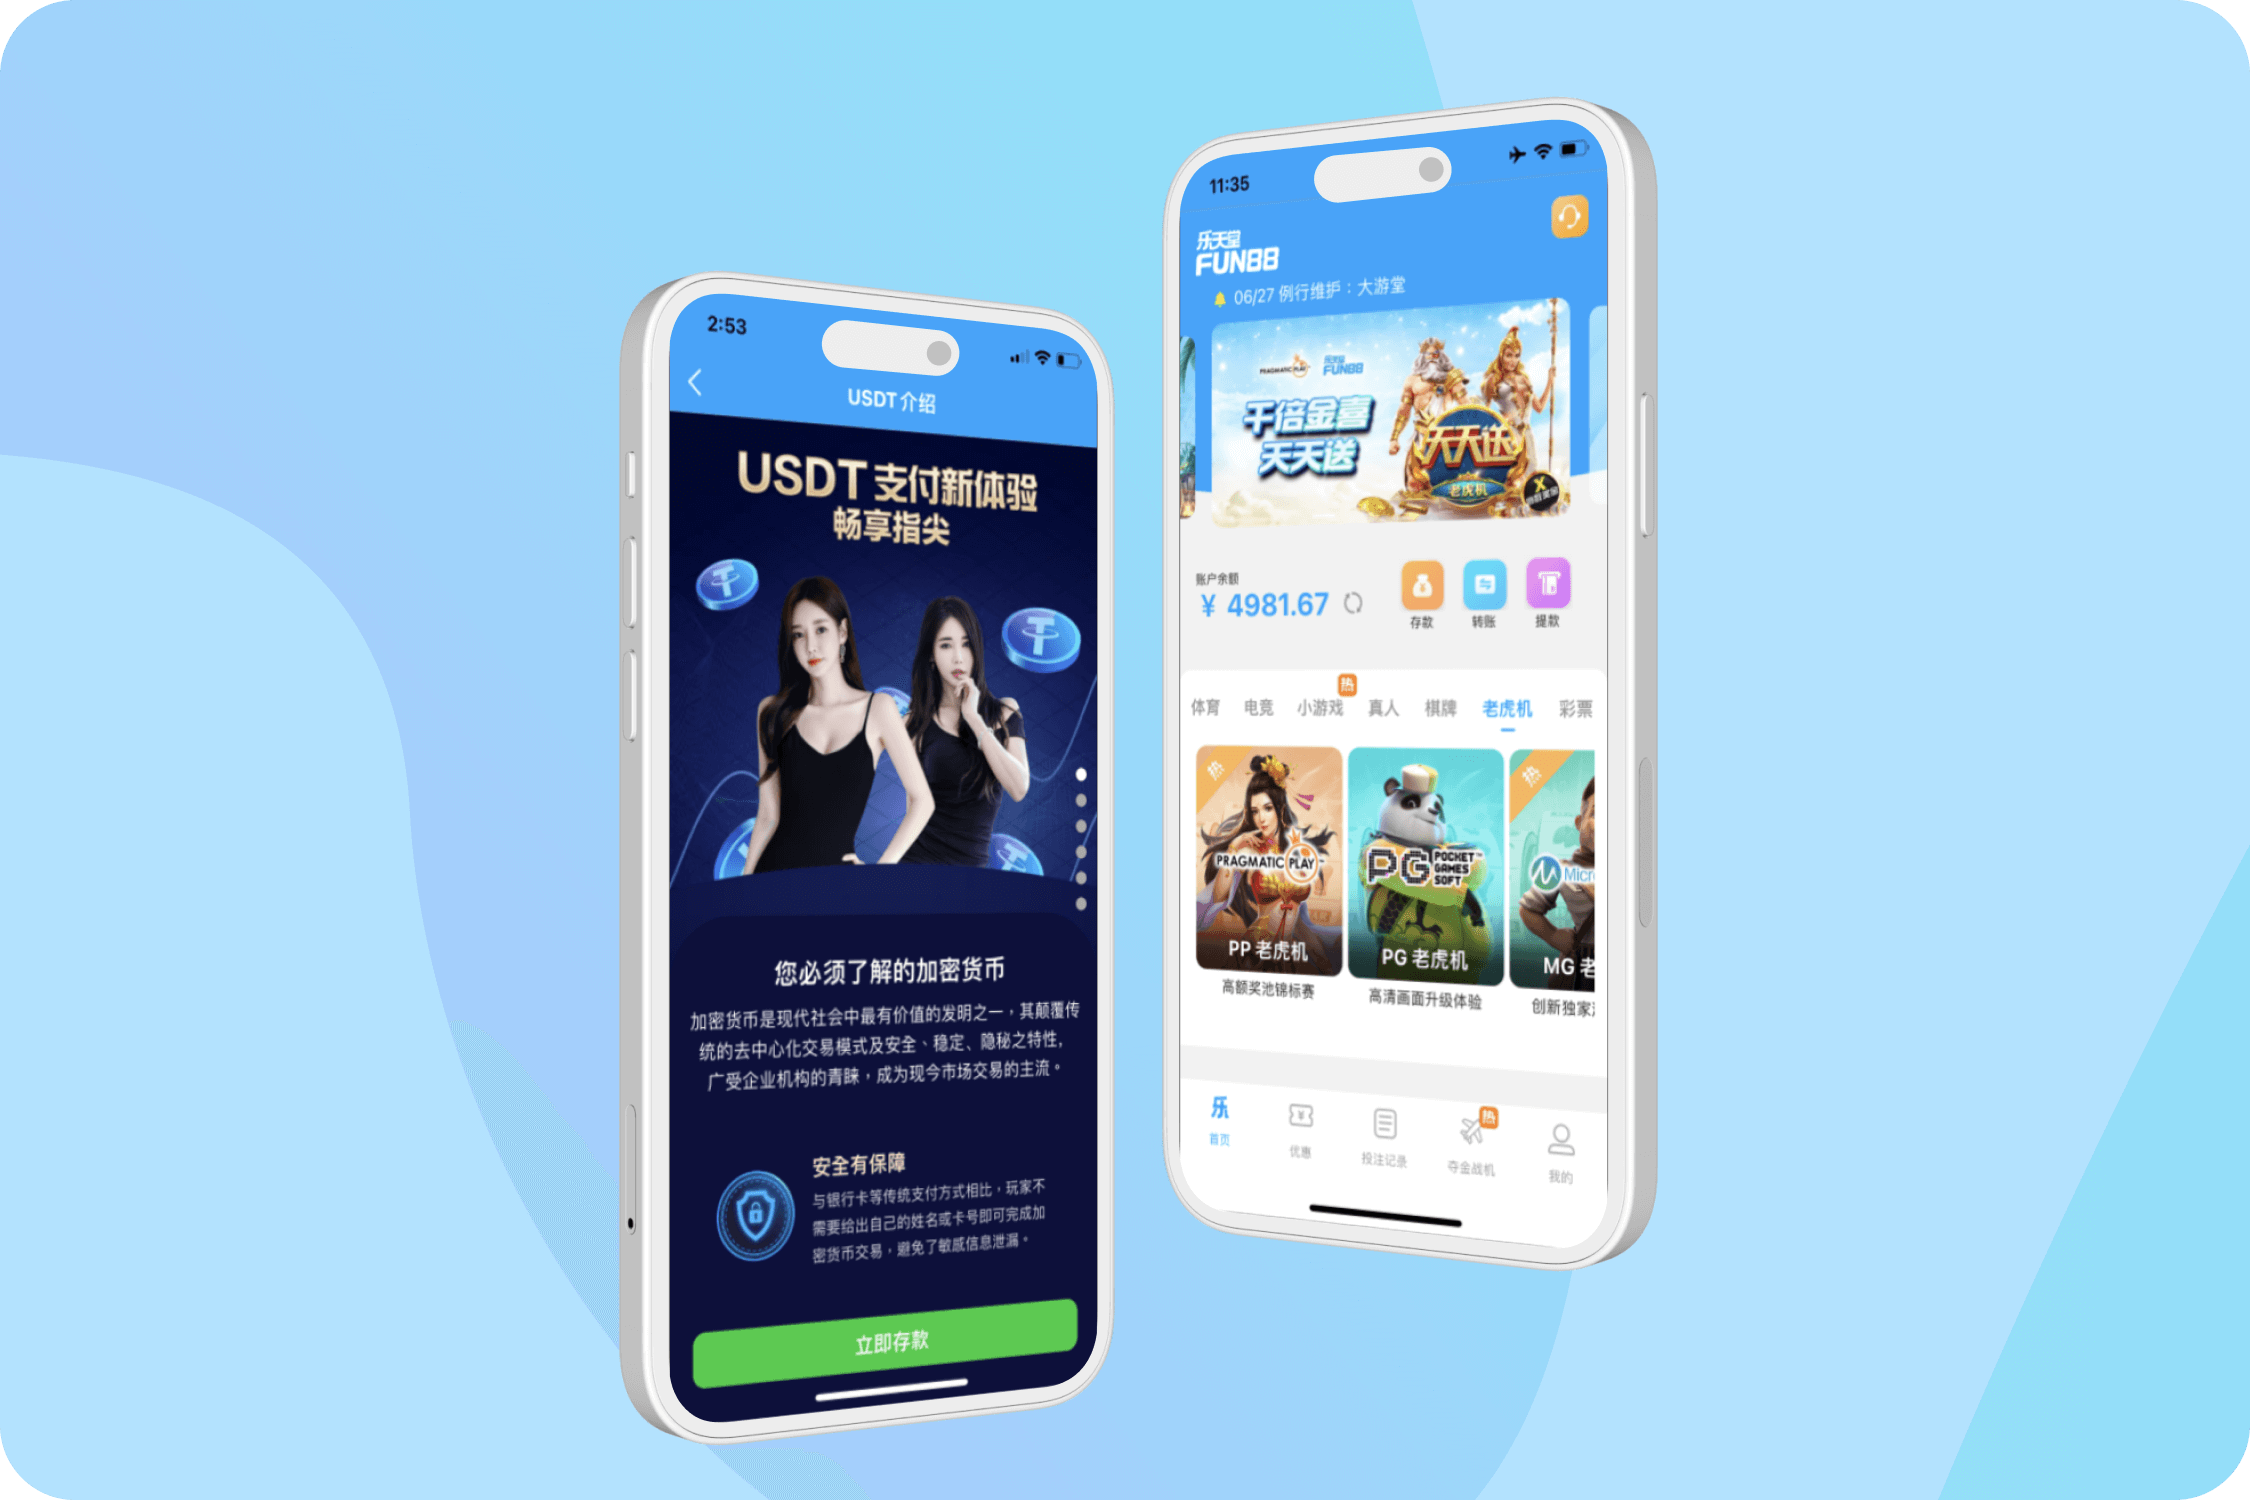 2:53
USDT介绍
USDT 支付新体验
畅享指尖
您必须了解的加密货币
加密货币是现代社会中最有价值的发明之一，其颠覆传
统的去中心化交易模式及安全、稳定、隐秘之特性,
广受企业机构的青睐，成为现今市场交易的主流。
安全有保障
与银行卡等传统支付方式相比，玩家不
需要给出自己的姓名或卡号即可完成加
密货币交易，避免了敏感信息泄漏。
立即存款
11:35
乐天堂
FUN88
06/27 例行维护：大游堂
PRAGMATIC PLAY
乐天堂
FUN88
千倍金喜
天天送
天天送
老虎机
账户余额
¥ 4981.67
存款
转账
提款
热
体育
电竞
小游戏
真人
棋牌
老虎机
彩票
热
PRAGMATIC PLAY
PP 老虎机
高额奖池锦标赛
PG POCKET GAMES SOFT
PG 老虎机
高清画面升级体验
热
Micro
MG 老
创新独家
乐
首页
优惠
投注记录
热
夺金战机
我的